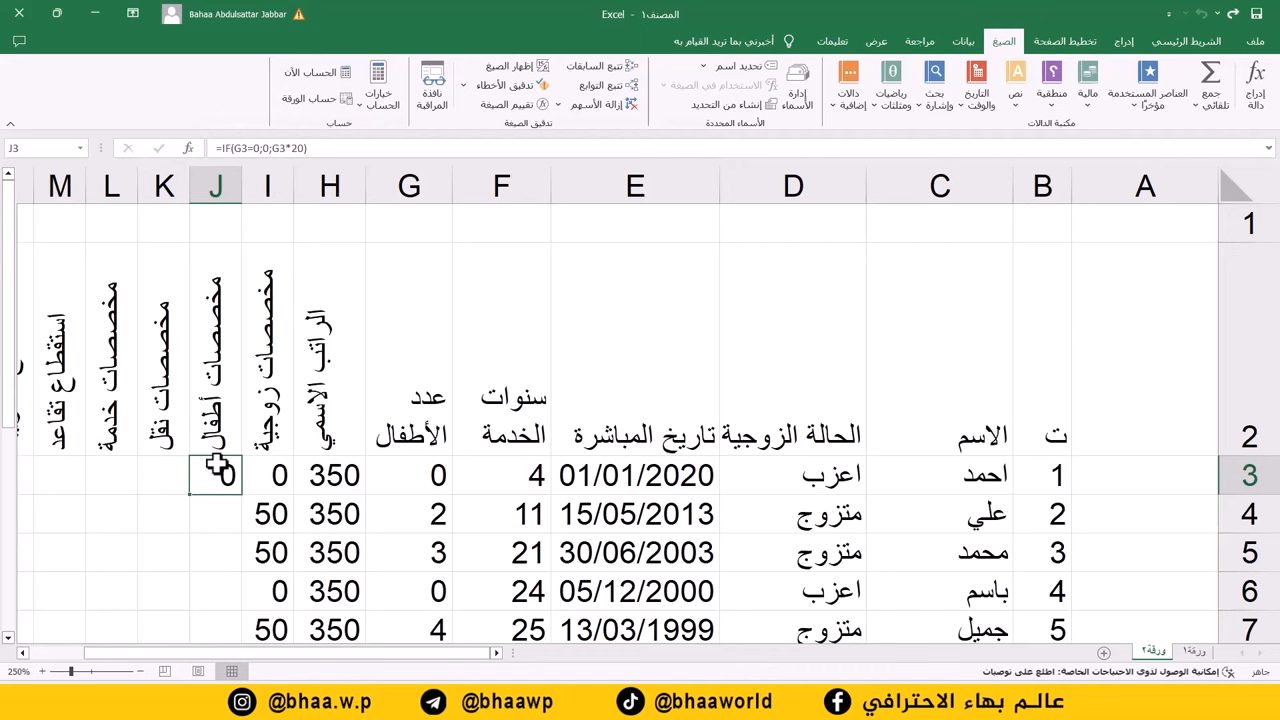 Bahaa Abdulsattar Jabbar
المصنف١ - Excel
ملف الشريط الرئيسي إدراج تخطيط الصفحة الصيغ بيانات مراجعة عرض تعليمات أخبرني بما تريد القيام به
إدراج دالة
جمع تلقائي
العناصر المستخدمة مؤخرًا
مالية
منطقية
نص
التاريخ والوقت
بحث وإشارة
رياضيات ومثلثات
دالات إضافية
مكتبة الدالات
إدارة الأسماء
تحديد اسم
الاستخدام في الصيغة
إنشاء من التحديد
الأسماء المحددة
تتبع السابقات
تتبع التوابع
إزالة الأسهم
إظهار الصيغ
تدقيق الأخطاء
تقييم الصيغة
نافذة المراقبة
تدقيق الصيغة
خيارات الحساب
الحساب الآن
حساب الورقة
حساب
J3 fx =IF(G3=0;0;G3*20)
A B C D E F G H I J K L M
1
2 ت الاسم الحالة الزوجية تاريخ المباشرة سنوات الخدمة عدد الأطفال الراتب الاسمي مخصصات زوجية مخصصات أطفال مخصصات نقل مخصصات خدمة استقطاع تقاعد
3 1 احمد اعزب 01/01/2020 4 0 350 0 0
4 2 علي متزوج 15/05/2013 11 2 350 50
5 3 محمد متزوج 30/06/2003 21 3 350 50
6 4 باسم اعزب 05/12/2000 24 0 350 0
7 5 جميل متزوج 13/03/1999 25 4 350 50
ورقة١ ورقة٢
جاهز إمكانية الوصول لذوي الاحتياجات الخاصة: اطلع على توصيات
250%
@bhaa.w.p @bhaawp @bhaaworld عالم بهاء الاحترافي